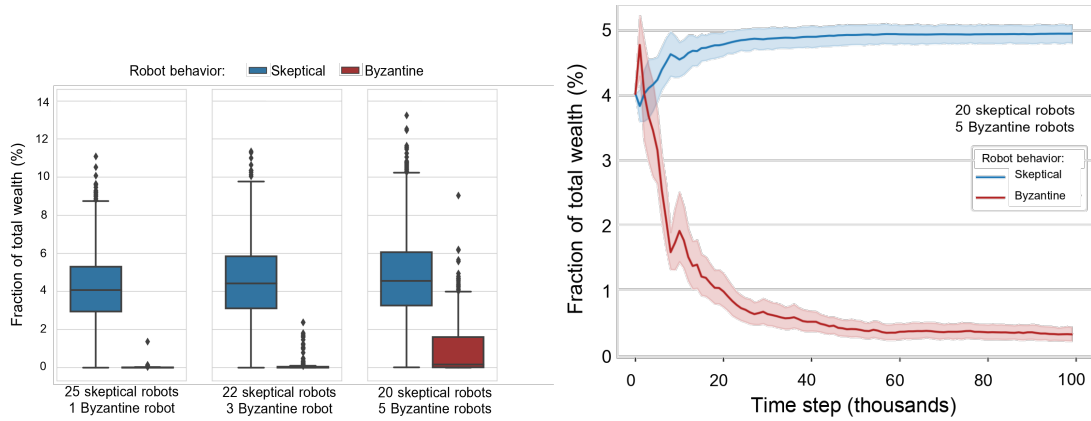 Robot behavior: Skeptical Byzantine
Fraction of total wealth (%)
14
12
10
8
6
4
2
0
25 skeptical robots
1 Byzantine robot
22 skeptical robots
3 Byzantine robot
20 skeptical robots
5 Byzantine robots
Fraction of total wealth (%)
5
4
3
2
1
0
20 skeptical robots
5 Byzantine robots
Robot behavior:
Skeptical
Byzantine
0 20 40 60 80 100
Time step (thousands)